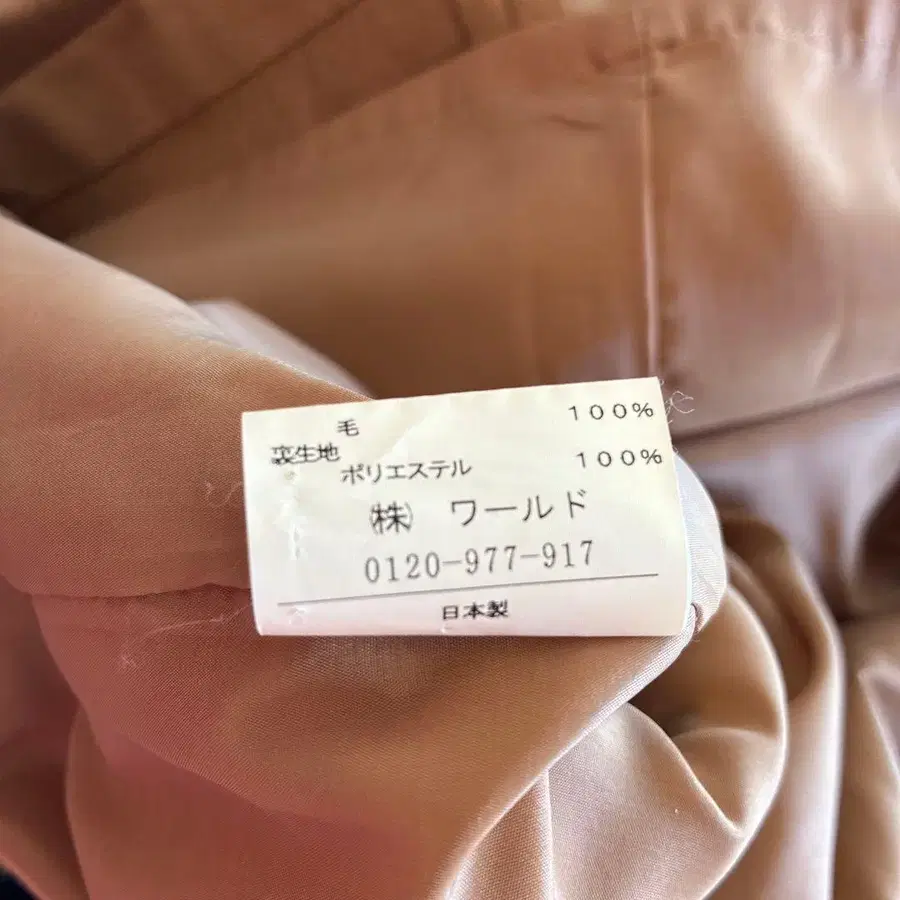 毛 100%
裏生地
ポリエステル 100%
㈱ ワールド
0120-977-917
日本製